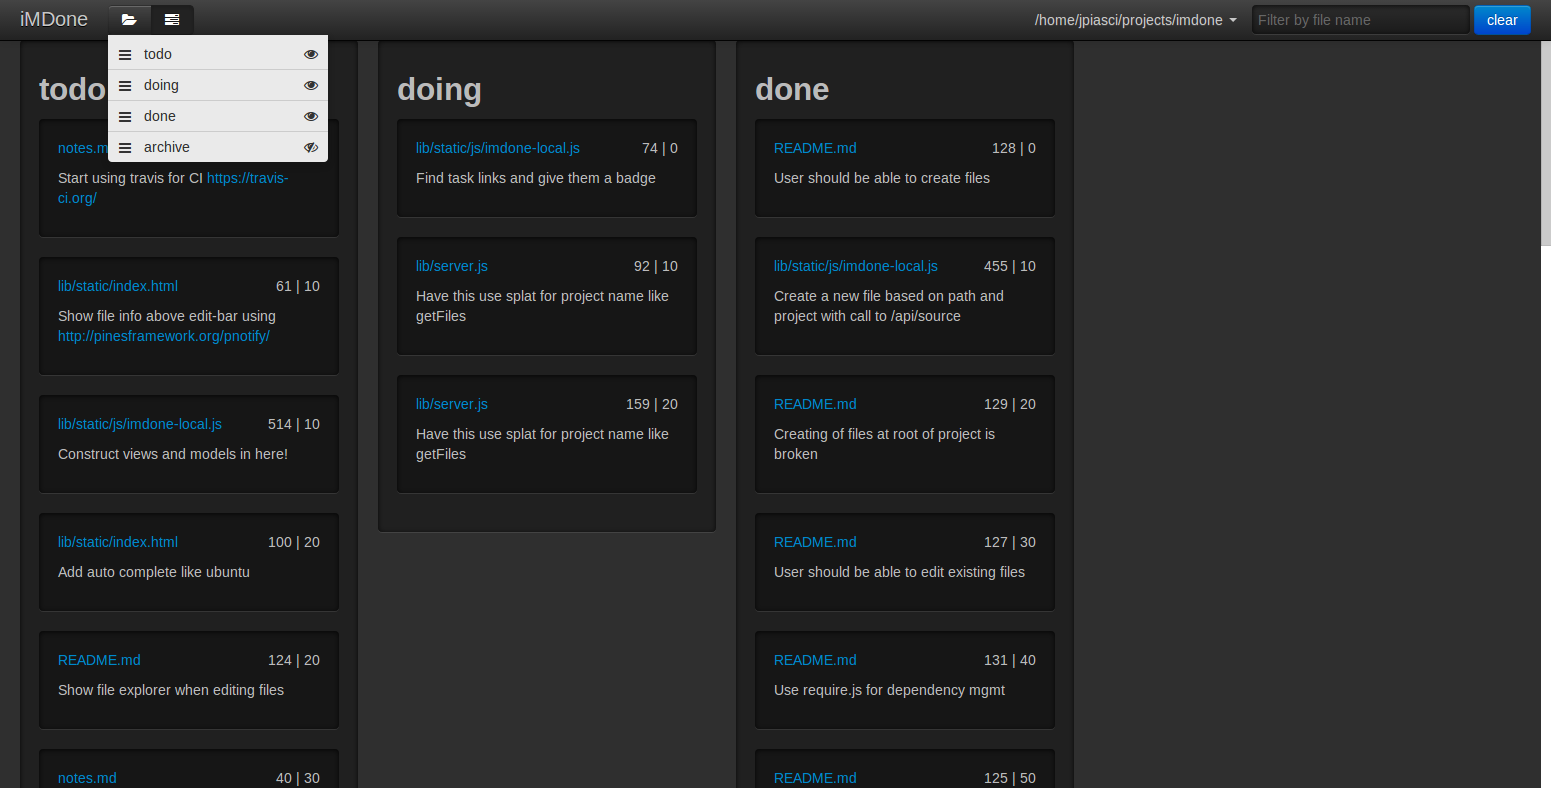 iMDone
/home/jpiasci/projects/imdone
Filter by file name
clear
todo
doing
done
archive
todo
notes.m
Start using travis for CI https://travis-
ci.org/
lib/static/index.html 61 | 10
Show file info above edit-bar using
http://pinesframework.org/pnotify/
lib/static/js/imdone-local.js 514 | 10
Construct views and models in here!
lib/static/index.html 100 | 20
Add auto complete like ubuntu
README.md 124 | 20
Show file explorer when editing files
notes.md 40 | 30
doing
lib/static/js/imdone-local.js 74 | 0
Find task links and give them a badge
lib/server.js 92 | 10
Have this use splat for project name like
getFiles
lib/server.js 159 | 20
Have this use splat for project name like
getFiles
done
README.md 128 | 0
User should be able to create files
lib/static/js/imdone-local.js 455 | 10
Create a new file based on path and
project with call to /api/source
README.md 129 | 20
Creating of files at root of project is
broken
README.md 127 | 30
User should be able to edit existing files
README.md 131 | 40
Use require.js for dependency mgmt
README.md 125 | 50